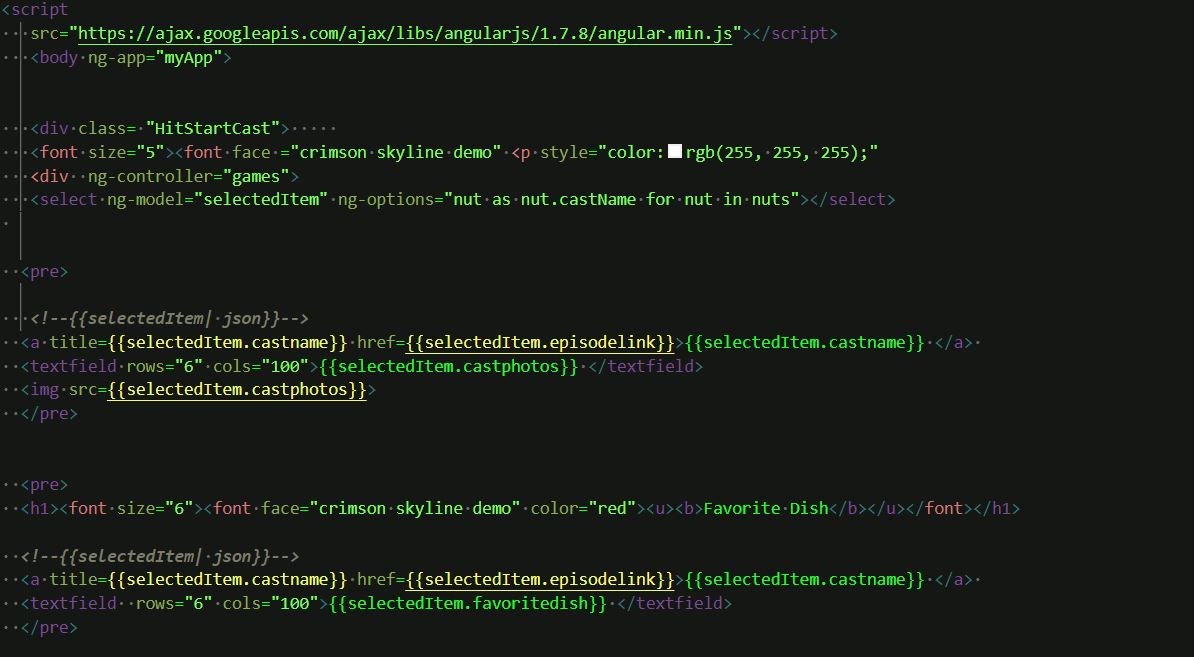 <script
src="https://ajax.googleapis.com/ajax/libs/angularjs/1.7.8/angular.min.js"></script>
<body ng-app="myApp">
<div class= "HitStartCast">
<font size="5"><font face ="crimson skyline demo" <p style="color: rgb(255, 255, 255);"
<div  ng-controller="games">
<select ng-model="selectedItem" ng-options="nut as nut.castName for nut in nuts"></select>
<pre>
<!--{{selectedItem| json}}-->
<a title={{selectedItem.castname}} href={{selectedItem.episodelink}}>{{selectedItem.castname}} </a>
<textfield rows="6" cols="100">{{selectedItem.castphotos}} </textfield>
<img src={{selectedItem.castphotos}}>
</pre>
<pre>
<h1><font size="6"><font face="crimson skyline demo" color="red"><u><b>Favorite Dish</b></u></font></h1>
<!--{{selectedItem| json}}-->
<a title={{selectedItem.castname}} href={{selectedItem.episodelink}}>{{selectedItem.castname}} </a>
<textfield  rows="6" cols="100">{{selectedItem.favoritedish}} </textfield>
</pre>